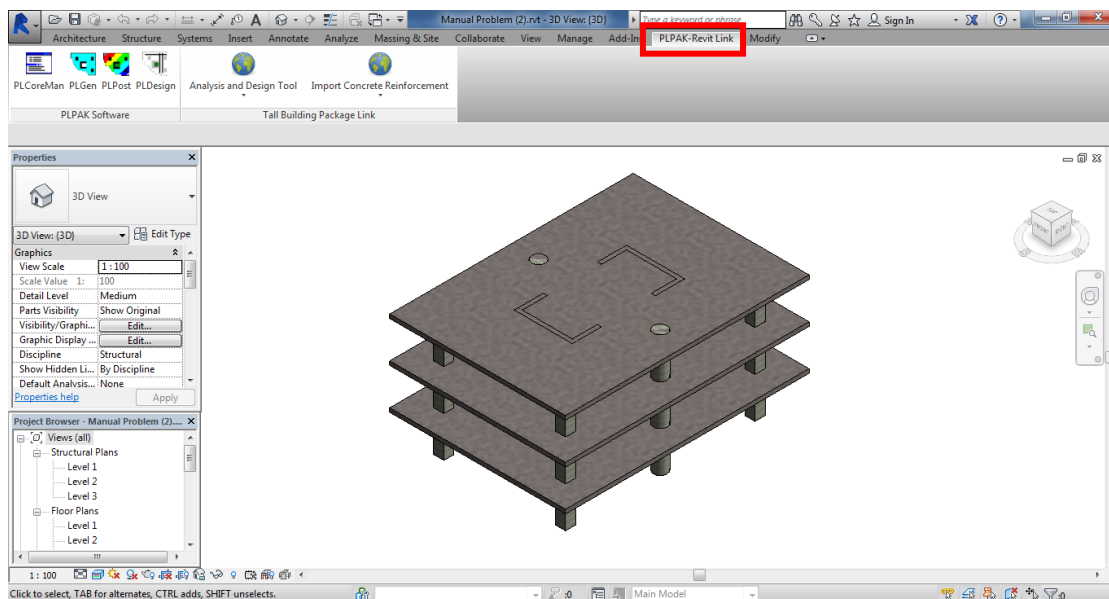 Manual Problem (2).rvt - 3D View: {3D}
Type a keyword or phrase
Sign In
Architecture Structure Systems Insert Annotate Analyze Massing & Site Collaborate View Manage Add-Ins PLPAK-Revit Link Modify
PLCoreMan PLGen PLPost PLDesign Analysis and Design Tool Import Concrete Reinforcement
PLPAK Software Tall Building Package Link
Properties
3D View
3D View: {3D} Edit Type
Graphics
View Scale 1 : 100
Scale Value 1: 100
Detail Level Medium
Parts Visibility Show Original
Visibility/Graphi... Edit...
Graphic Display ... Edit...
Discipline Structural
Show Hidden Li... By Discipline
Default Analysis... None
Properties help Apply
Project Browser - Manual Problem (2)....
Views (all)
Structural Plans
Level 1
Level 2
Level 3
Floor Plans
Level 1
Level 2
TOP
FRONT
1 : 100
Click to select, TAB for alternates, CTRL adds, SHIFT unselects.
:0
Main Model
:0